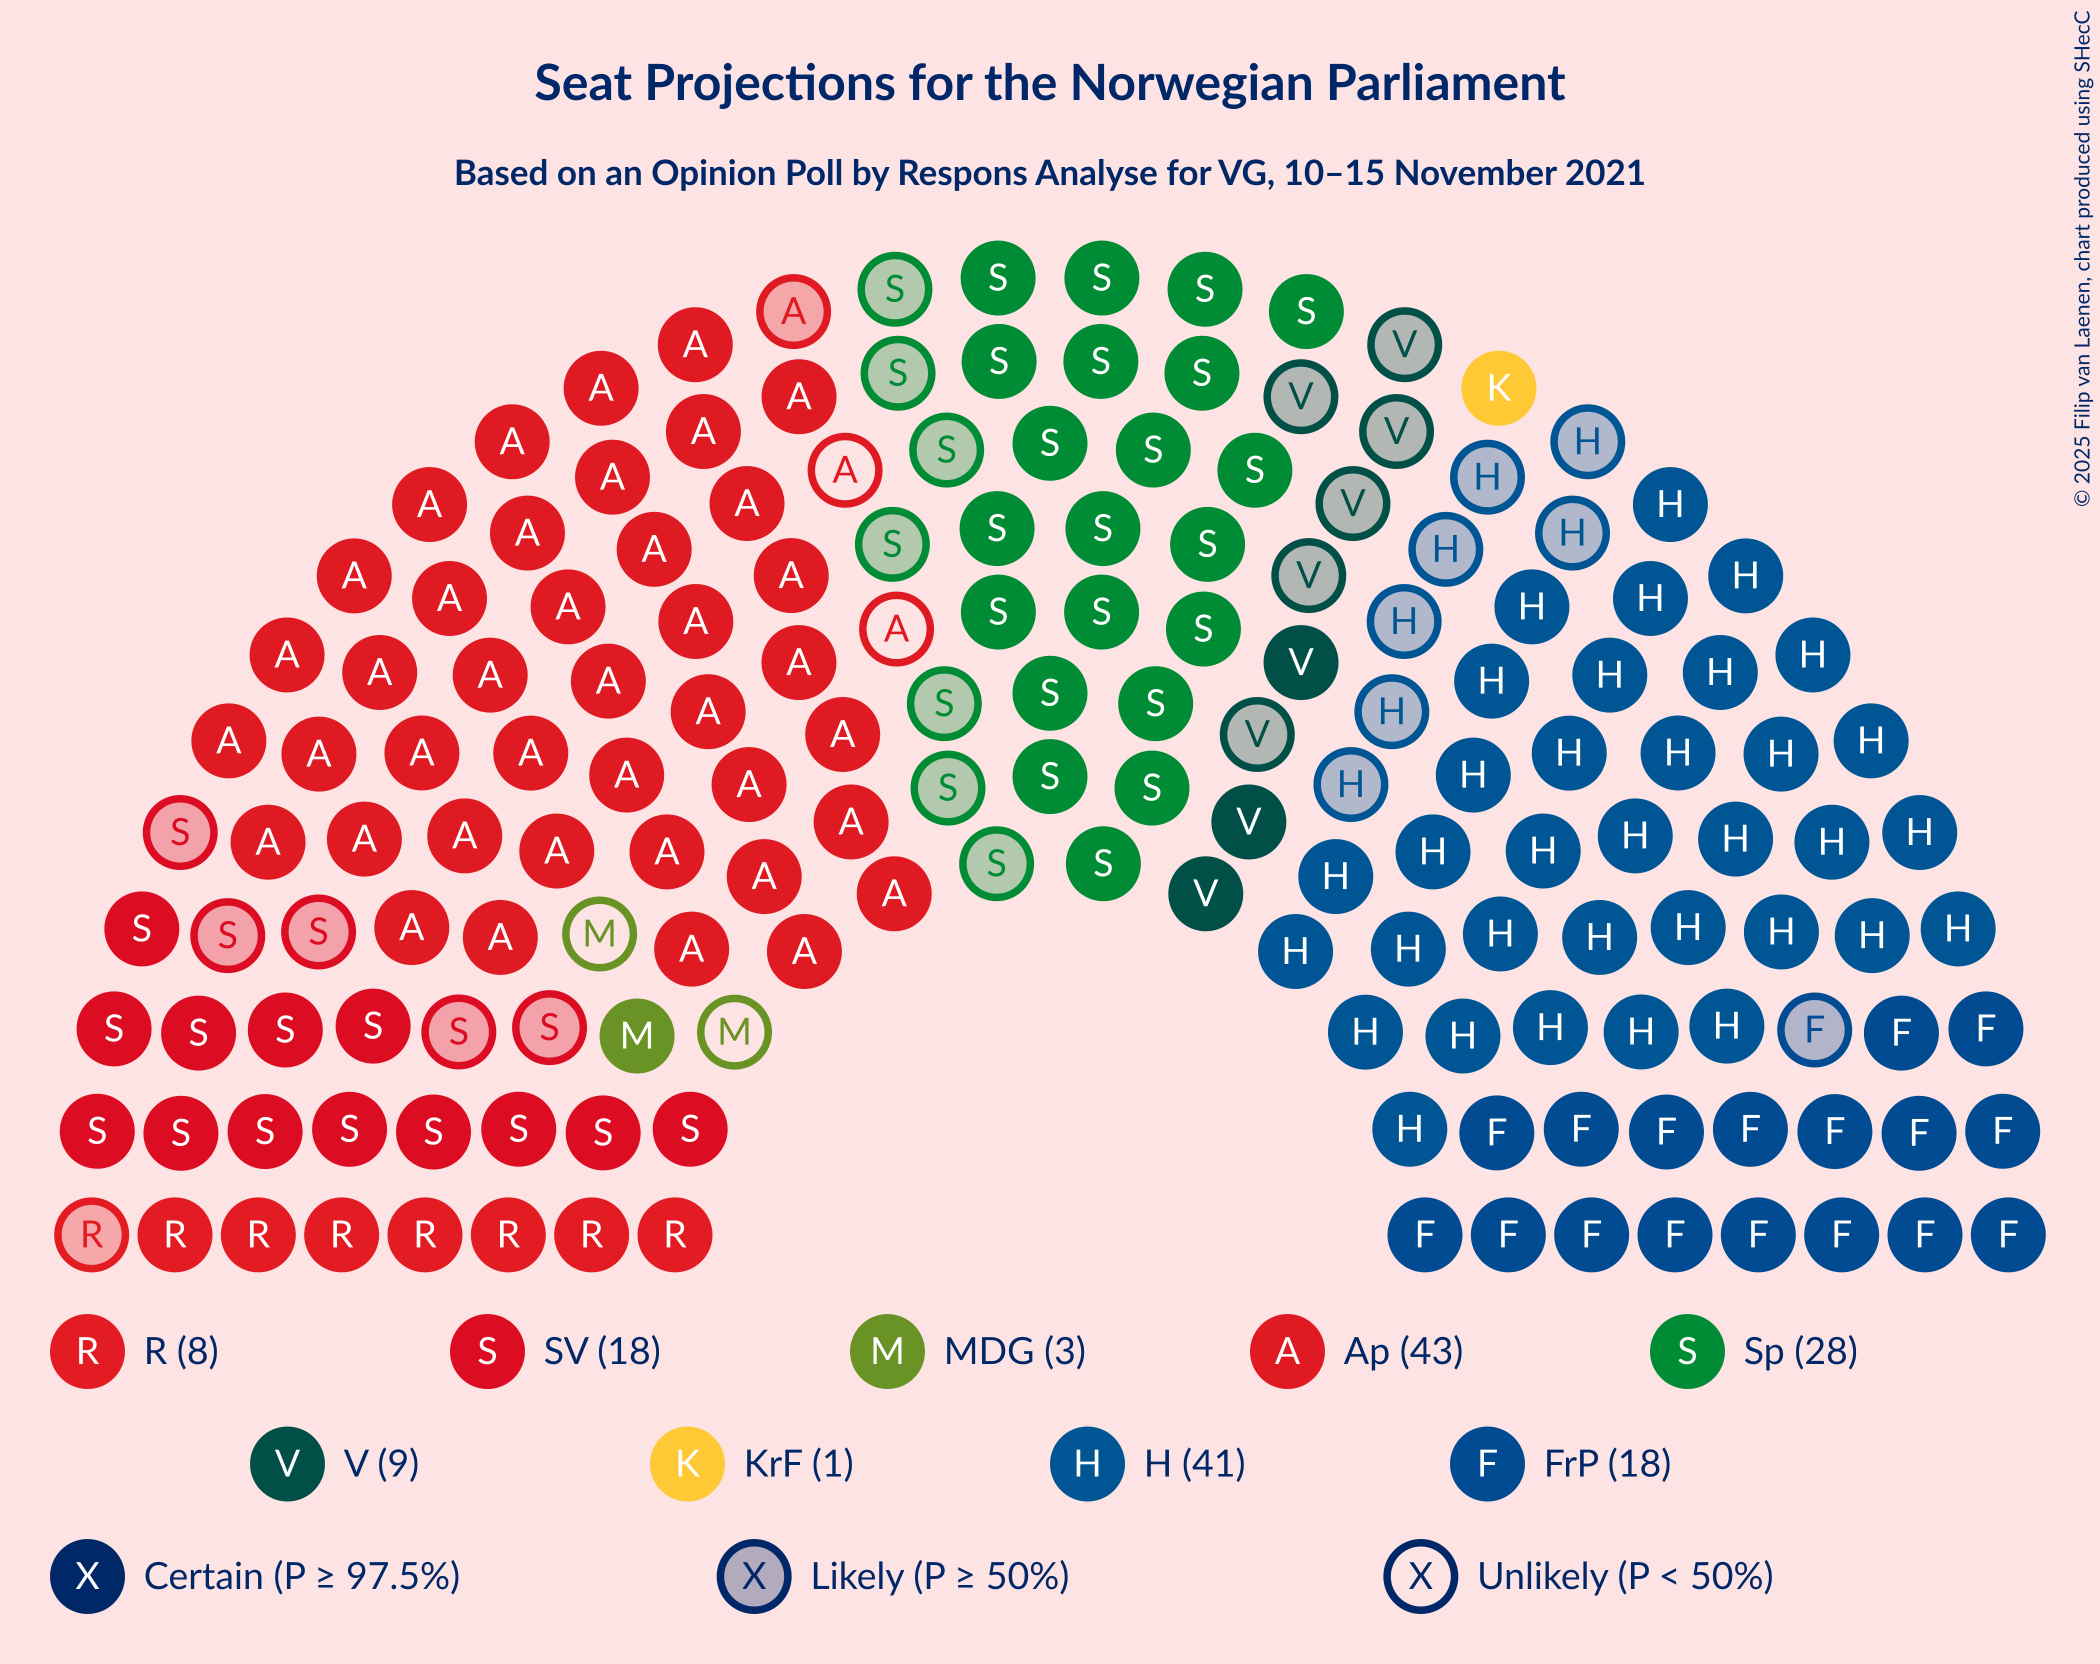 Seat Projections for the Norwegian Parliament
Based on an Opinion Poll by Respons Analyse for VG, 10–15 November 2021
© 2025 Filip van Laenen, chart produced using SHecC
S S S S S
A V
A S S S S K
A A V
A A V H
A A S S S S H
A A A V H
A A H H
A A S S S S H
A A A V H H
A A A A A V H H H H
A S S S S H
A A A A A V H H H H
A A A A S S S V H H H H
A A A A A S S S V H H H H H
S A A A A A A S S V H H H H H H H
S S S A A M A A H H H H H H H H
S S S S S S M M H H H H H F F F
S S S S S S S S H F F F F F F F
R R R R R R R R F F F F F F F F
R R (8) S SV (18) M MDG (3) A Ap (43) S Sp (28)
V V (9) K KrF (1) H H (41) F FrP (18)
X Certain (P ≥ 97.5%) X Likely (P ≥ 50%) X Unlikely (P < 50%)